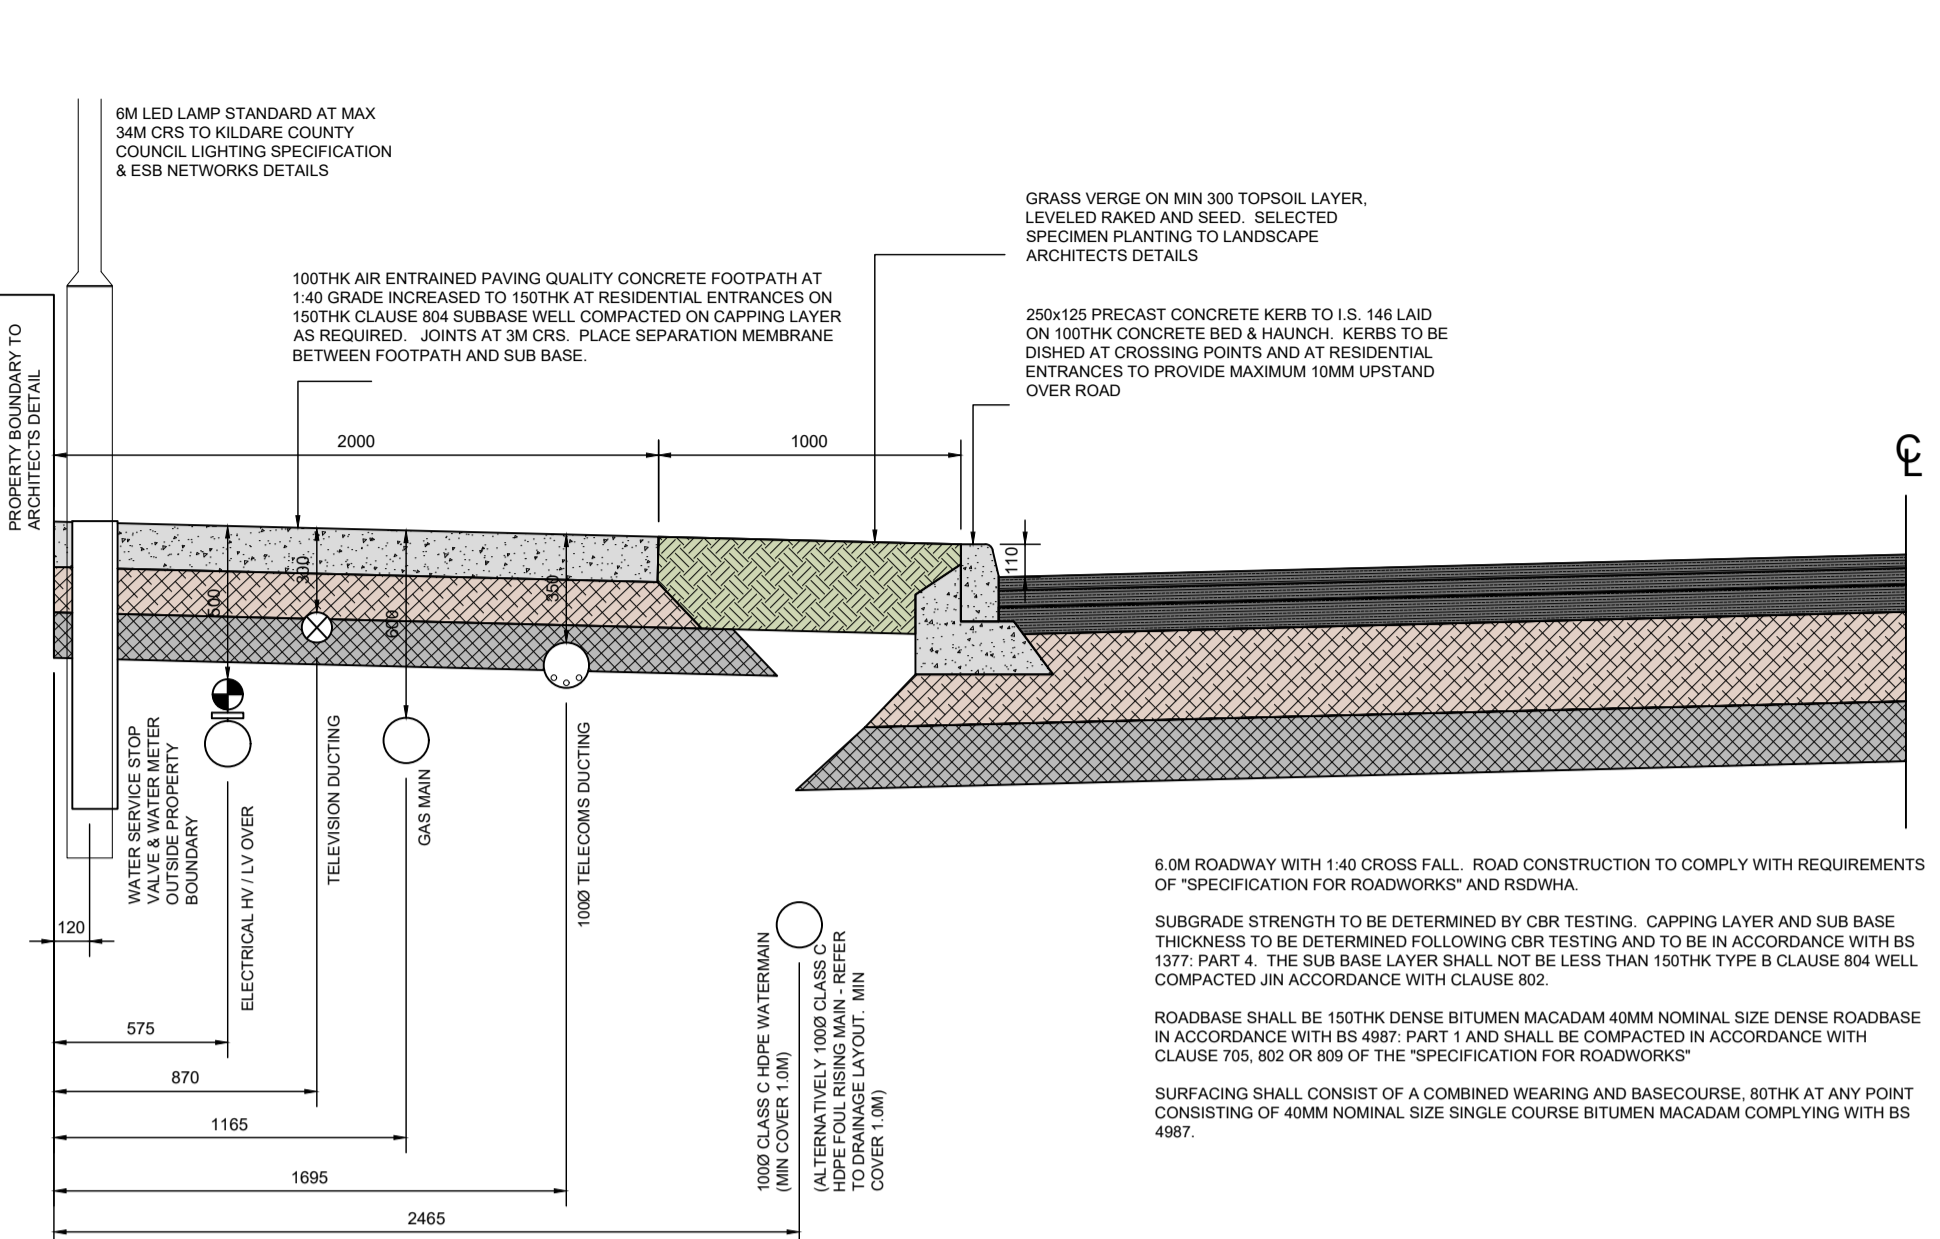 6M LED LAMP STANDARD AT MAX
34M CRS TO KILDARE COUNTY
COUNCIL LIGHTING SPECIFICATION
& ESB NETWORKS DETAILS
GRASS VERGE ON MIN 300 TOPSOIL LAYER,
LEVELED RAKED AND SEED. SELECTED
SPECIMEN PLANTING TO LANDSCAPE
ARCHITECTS DETAILS
100THK AIR ENTRAINED PAVING QUALITY CONCRETE FOOTPATH AT
1:40 GRADE INCREASED TO 150THK AT RESIDENTIAL ENTRANCES ON
150THK CLAUSE 804 SUBBASE WELL COMPACTED ON CAPPING LAYER
AS REQUIRED. JOINTS AT 3M CRS. PLACE SEPARATION MEMBRANE
BETWEEN FOOTPATH AND SUB BASE.
250x125 PRECAST CONCRETE KERB TO I.S. 146 LAID
ON 100THK CONCRETE BED & HAUNCH. KERBS TO BE
DISHED AT CROSSING POINTS AND AT RESIDENTIAL
ENTRANCES TO PROVIDE MAXIMUM 10MM UPSTAND
OVER ROAD
PROPERTY BOUNDARY TO
ARCHITECTS DETAIL
2000
1000
CL
110
500
300
600
350
WATER SERVICE STOP
VALVE & WATER METER
OUTSIDE PROPERTY
BOUNDARY
ELECTRICAL HV / LV OVER
TELEVISION DUCTING
GAS MAIN
100Ø TELECOMS DUCTING
100Ø CLASS C HDPE WATERMAN
(MIN COVER 1.0M)
(ALTERNATIVELY 100Ø CLASS C
HDPE FOUL RISING MAIN - REFER
TO DRAINAGE LAYOUT. MIN
COVER 1.0M)
120
575
870
1165
1695
2465
6.0M ROADWAY WITH 1:40 CROSS FALL. ROAD CONSTRUCTION TO COMPLY WITH REQUIREMENTS
OF "SPECIFICATION FOR ROADWORKS" AND RSDWHA.
SUBGRADE STRENGTH TO BE DETERMINED BY CBR TESTING. CAPPING LAYER AND SUB BASE
THICKNESS TO BE DETERMINED FOLLOWING CBR TESTING AND TO BE IN ACCORDANCE WITH BS
1377: PART 4. THE SUB BASE LAYER SHALL NOT BE LESS THAN 150THK TYPE B CLAUSE 804 WELL
COMPACTED JIN ACCORDANCE WITH CLAUSE 802.
ROADBASE SHALL BE 150THK DENSE BITUMEN MACADAM 40MM NOMINAL SIZE DENSE ROADBASE
IN ACCORDANCE WITH BS 4987: PART 1 AND SHALL BE COMPACTED IN ACCORDANCE WITH
CLAUSE 705, 802 OR 809 OF THE "SPECIFICATION FOR ROADWORKS"
SURFACING SHALL CONSIST OF A COMBINED WEARING AND BASECOURSE, 80THK AT ANY POINT
CONSISTING OF 40MM NOMINAL SIZE SINGLE COURSE BITUMEN MACADAM COMPLYING WITH BS
4987.